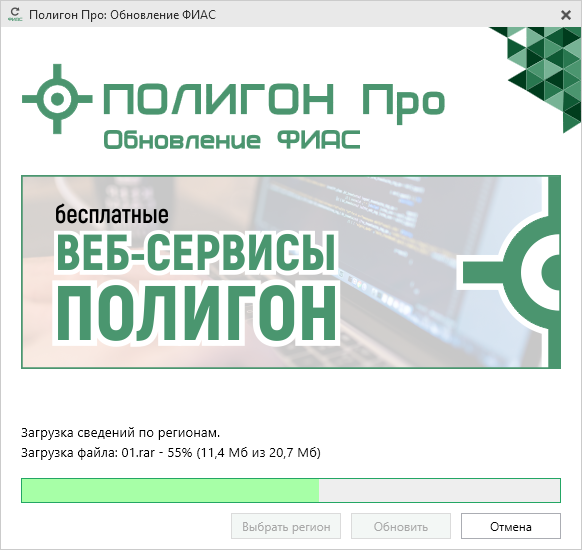 ФИАС
Полигон Про: Обновление ФИАС
ПОЛИГОН Про
Обновление ФИАС
бесплатные
ВЕБ-СЕРВИСЫ
ПОЛИГОН
Загрузка сведений по регионам.
Загрузка файла: 01.rar - 55% (11,4 Мб из 20,7 Мб)
Выбрать регион
Обновить
Отмена